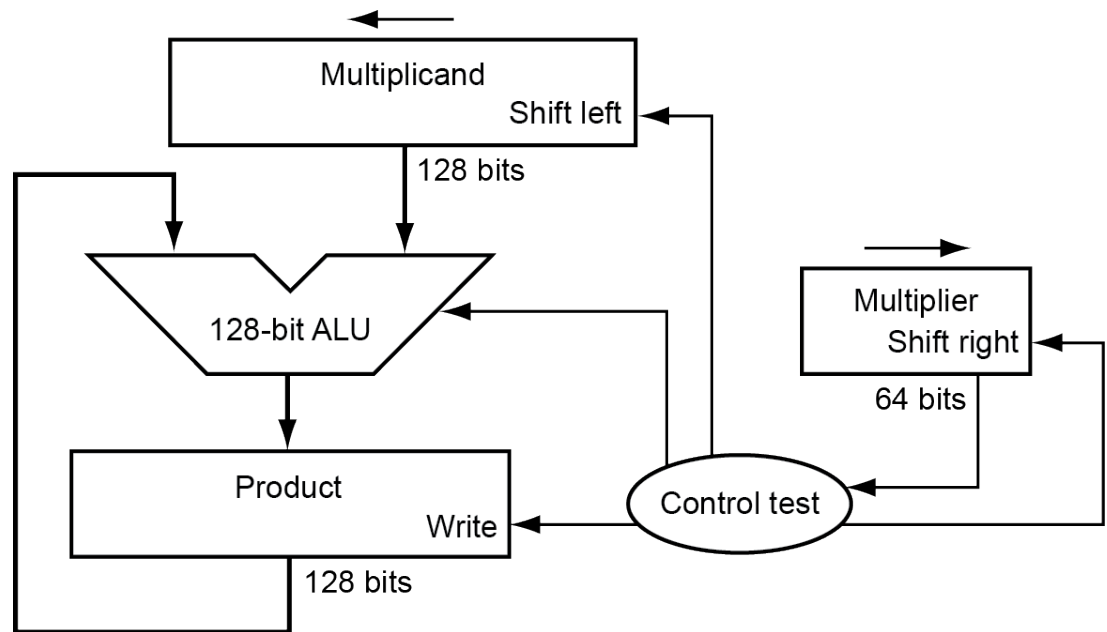 Multiplicand
Shift left
128 bits
128-bit ALU
Multiplier
Shift right
64 bits
Product
Write
Control test
128 bits